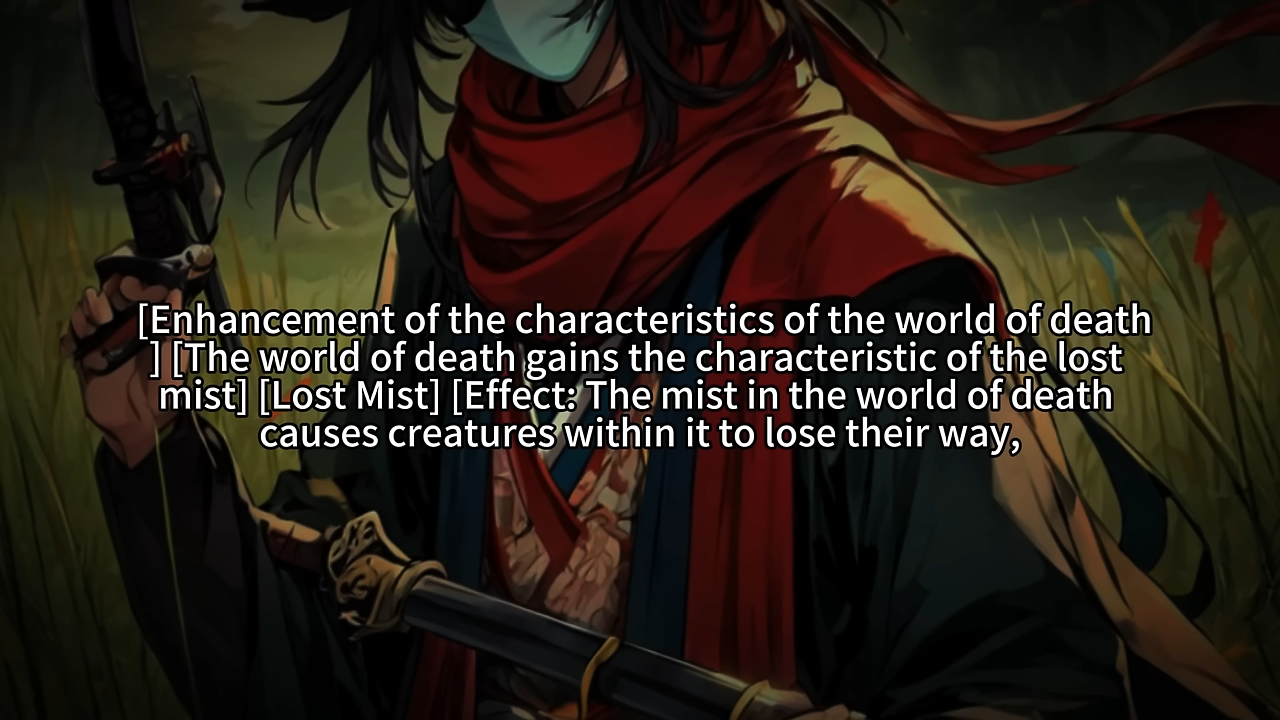 [Enhancement of the characteristics of the world of death
] [The world of death gains the characteristic of the lost
mist] [Lost Mist] [Effect: The mist in the world of death
causes creatures within it to lose their way,